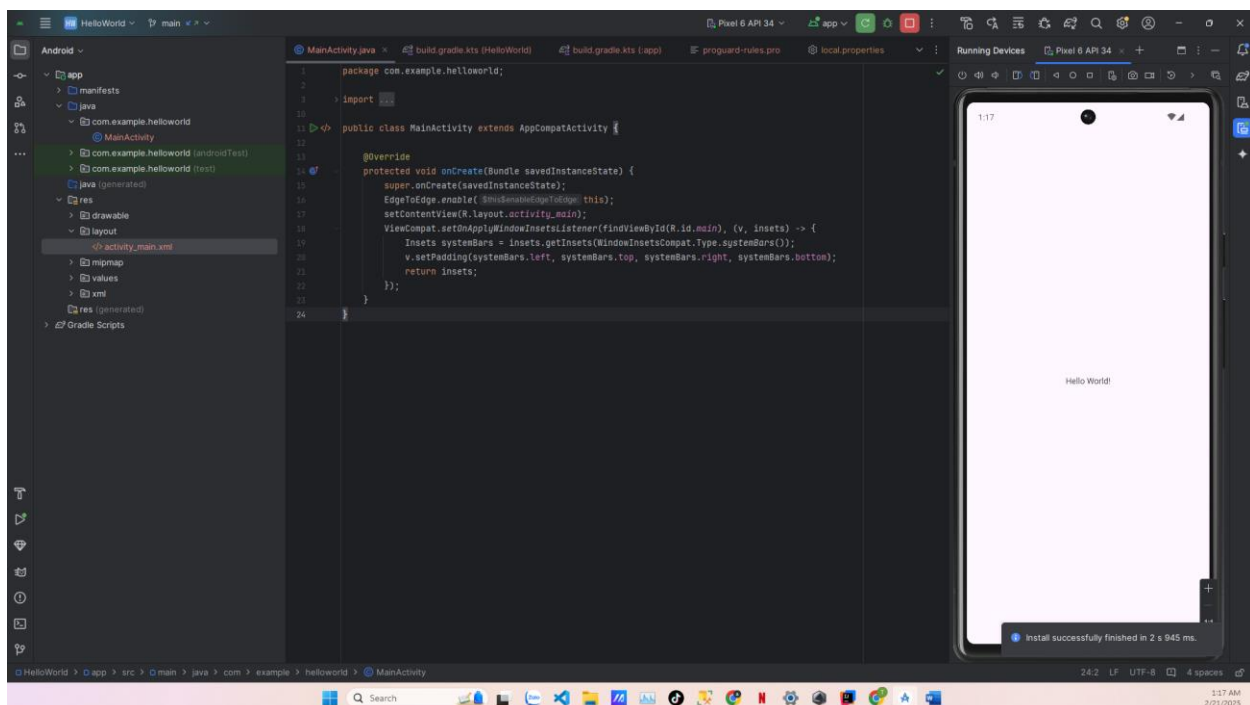 HW HelloWorld main Pixel 6 API 34 app
Android
MainActivity.java build.gradle.kts (HelloWorld) build.gradle.kts (:app) proguard-rules.pro local.properties
Running Devices Pixel 6 API 34
app
manifests
java
com.example.helloworld
MainActivity
com.example.helloworld (androidTest)
com.example.helloworld (test)
java (generated)
res
drawable
layout
activity_main.xml
mipmap
values
xml
res (generated)
Gradle Scripts
1 package com.example.helloworld;
2
3 import ...
10
11 public class MainActivity extends AppCompatActivity {
12
13 @Override
14 protected void onCreate(Bundle savedInstanceState) {
15 super.onCreate(savedInstanceState);
16 EdgeToEdge.enable( $this$enableEdgeToEdge: this);
17 setContentView(R.layout.activity_main);
18 ViewCompat.setOnApplyWindowInsetsListener(findViewById(R.id.main), (v, insets) -> {
19 Insets systemBars = insets.getInsets(WindowInsetsCompat.Type.systemBars());
20 v.setPadding(systemBars.left, systemBars.top, systemBars.right, systemBars.bottom);
21 return insets;
22 });
23 }
24 }
1:17
Hello World!
1:1
Install successfully finished in 2 s 945 ms.
HelloWorld > app > src > main > java > com > example > helloworld > MainActivity
24:2 LF UTF-8 4 spaces
Search
1:17 AM
2/21/2025